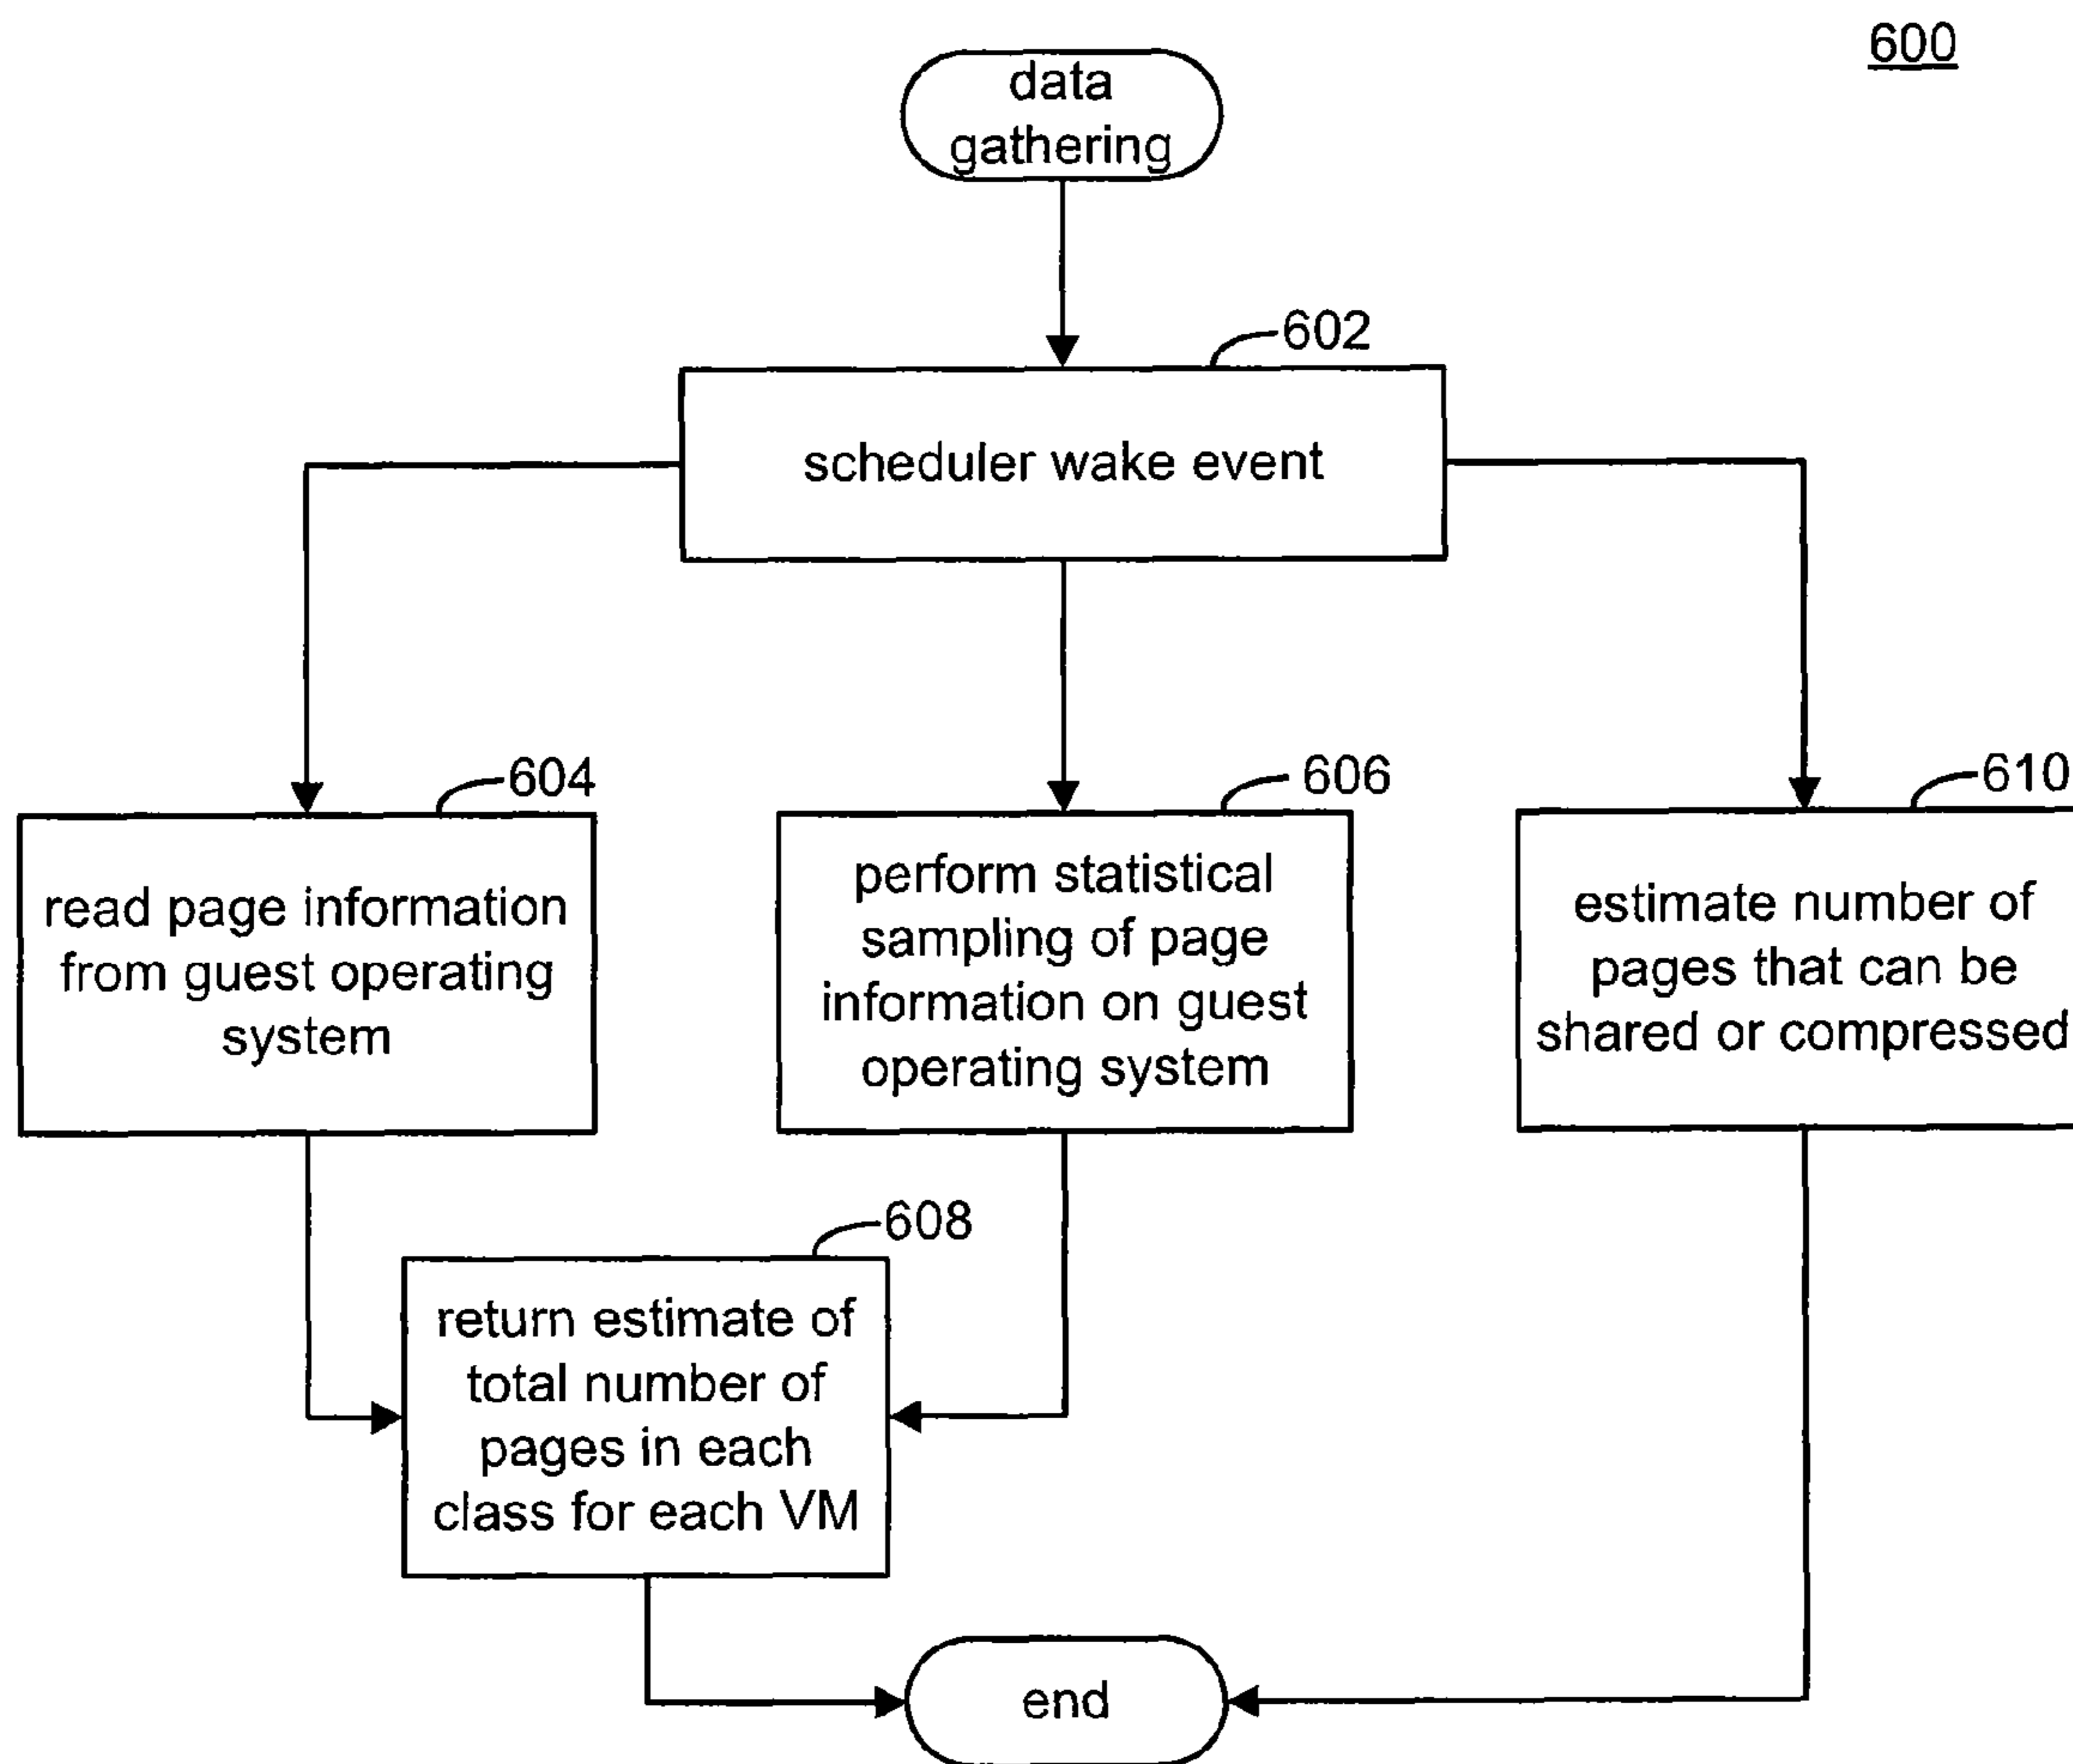 600
data
gathering
602
scheduler wake event
604
read page information
from guest operating
system
606
perform statistical
sampling of page
information on guest
operating system
610
estimate number of
pages that can be
shared or compressed
608
return estimate of
total number of
pages in each
class for each VM
end